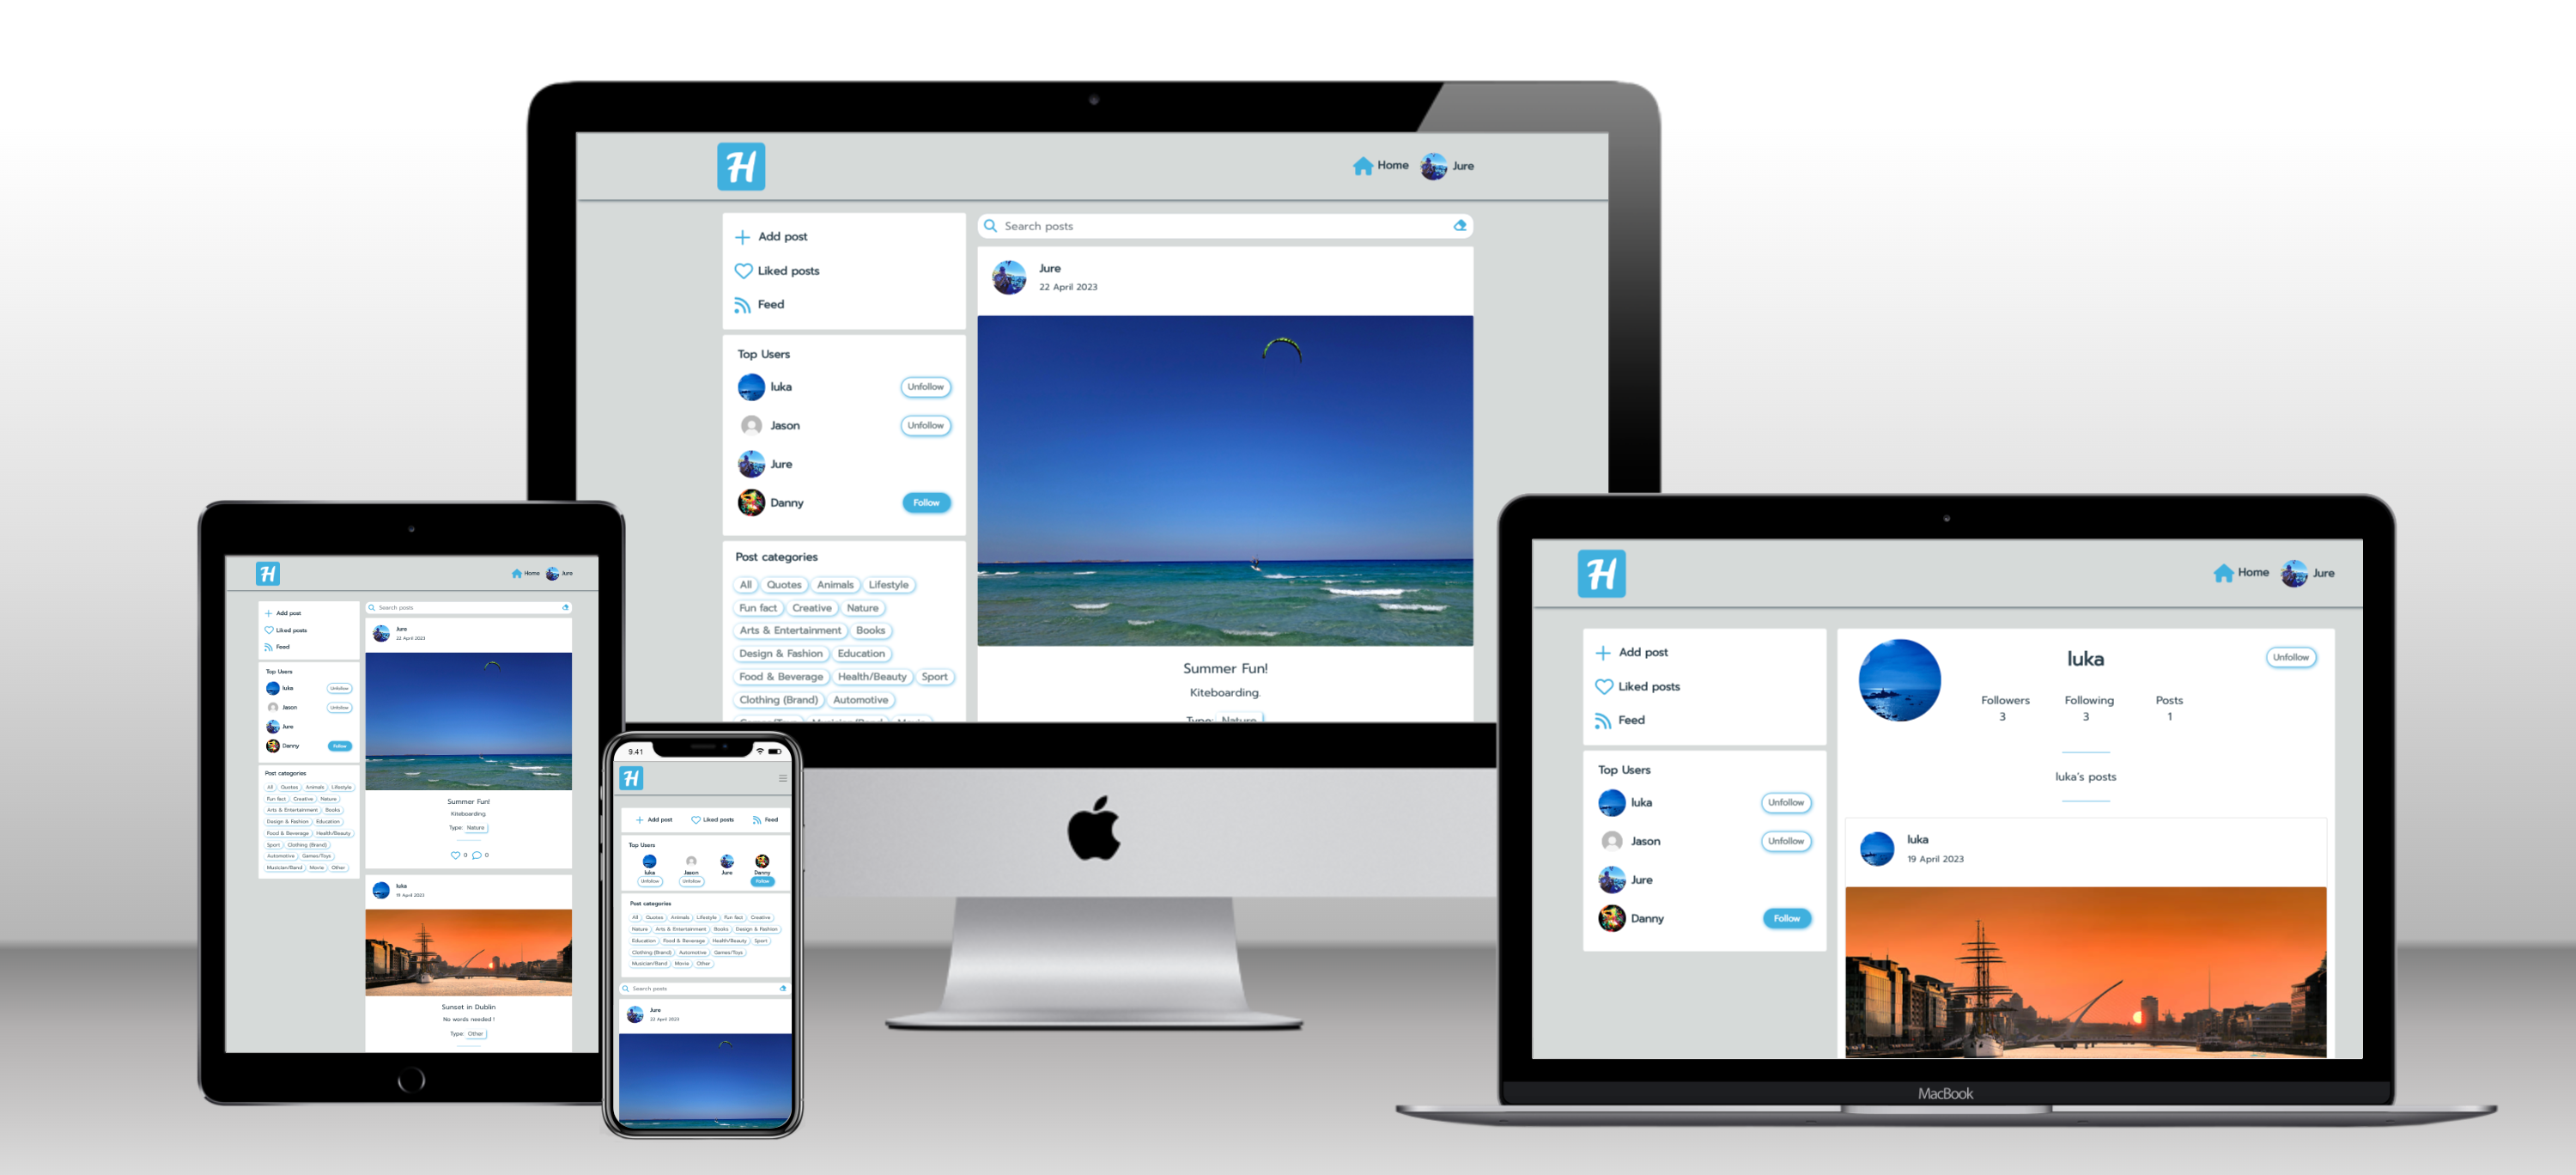 H
Home Jure
Add post
Liked posts
Feed
Top Users
luka Unfollow
Jason Unfollow
Jure
Danny Follow
Post categories
All Quotes Animals Lifestyle
Fun fact Creative Nature
Arts & Entertainment Books
Design & Fashion Education
Food & Beverage Health/Beauty Sport
Clothing (Brand) Automotive
Games/Toys Musician/Band Movie
Search posts
Jure
22 April 2023
Summer Fun!
Kiteboarding.
Type: Nature
H
Home Jure
Add post
Liked posts
Feed
Top Users
luka Unfollow
Jason Unfollow
Jure
Danny Follow
Post categories
All Quotes Animals Lifestyle
Fun fact Creative Nature
Arts & Entertainment Books
Design & Fashion Education
Food & Beverage Health/Beauty
Sport Clothing (Brand)
Automotive Games/Toys
Musician/Band Movie Other
Search posts
Jure
22 April 2023
Summer Fun!
Kiteboarding.
Type: Nature
0 0
luka
19 April 2023
Sunset in Dublin
No words needed !
Type: Other
9.41
H
Add post Liked posts Feed
Top Users
luka Jason Jure Danny
Unfollow Unfollow Follow
Post categories
All Quotes Animals Lifestyle Fun fact Creative
Nature Arts & Entertainment Books Design & Fashion
Education Food & Beverage Health/Beauty Sport
Clothing (Brand) Automotive Games/Toys
Musician/Band Movie Other
Search posts
Jure
22 April 2023
H
Home Jure
Add post
Liked posts
Feed
Top Users
luka Unfollow
Jason Unfollow
Jure
Danny Follow
luka
Unfollow
Followers Following Posts
3 3 1
luka's posts
luka
19 April 2023
MacBook